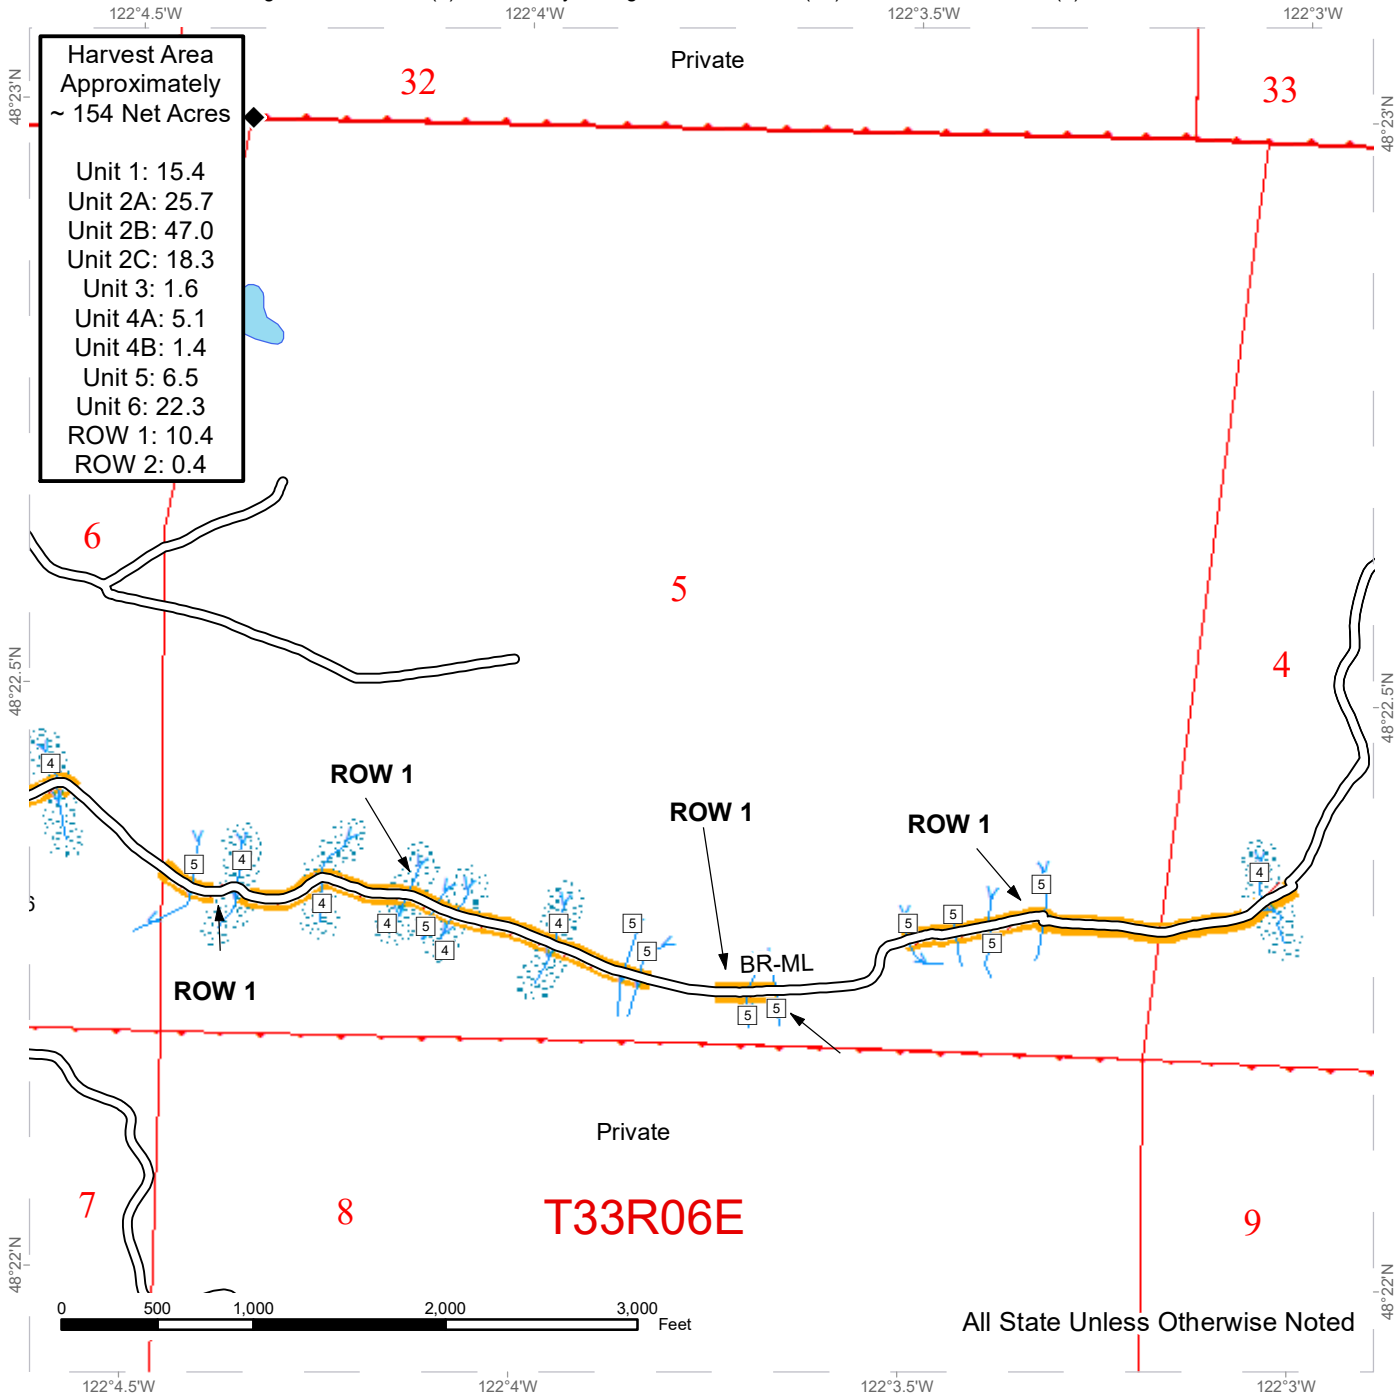 122°4.5'W
122°4'W
122°3.5'W
122°3'W
Harvest Area
Approximately
~ 154 Net Acres
Unit 1: 15.4
Unit 2A: 25.7
Unit 2B: 47.0
Unit 2C: 18.3
Unit 3: 1.6
Unit 4A: 5.1
Unit 4B: 1.4
Unit 5: 6.5
Unit 6: 22.3
ROW 1: 10.4
ROW 2: 0.4
Private
32
33
48°23'N
48°23'N
6
5
4
48°22.5'N
48°22.5'N
4
ROW 1
ROW 1
ROW 1
5
4
4
4
5
4
4
5
5
5
5
5
5
4
BR-ML
5
5
ROW 1
Private
7
8
T33R06E
9
48°22'N
48°22'N
0
500
1,000
2,000
3,000
Feet
All State Unless Otherwise Noted
122°4.5'W
122°4'W
122°3.5'W
122°3'W